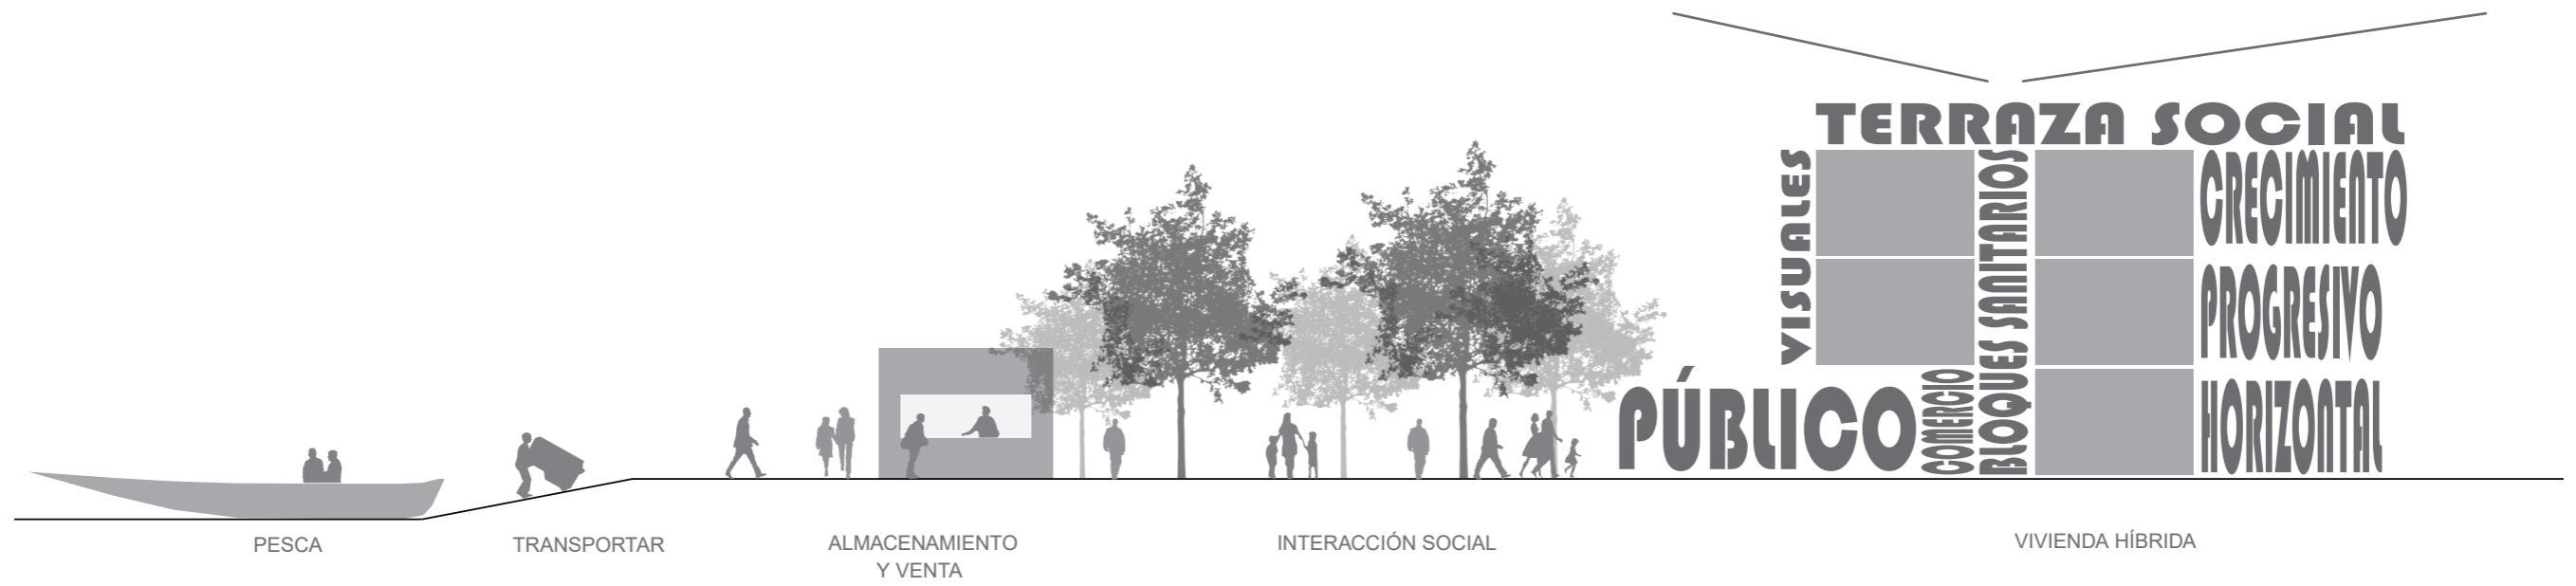 TERRAZA SOCIAL
VISUALES
BLOQUES SANITARIOS
CRECIMIENTO
PROGRESIVO
PÚBLICO
COMERCIO
HORIZONTAL
PESCA
TRANSPORTAR
ALMACENAMIENTO
Y VENTA
INTERACCIÓN SOCIAL
VIVIENDA HÍBRIDA